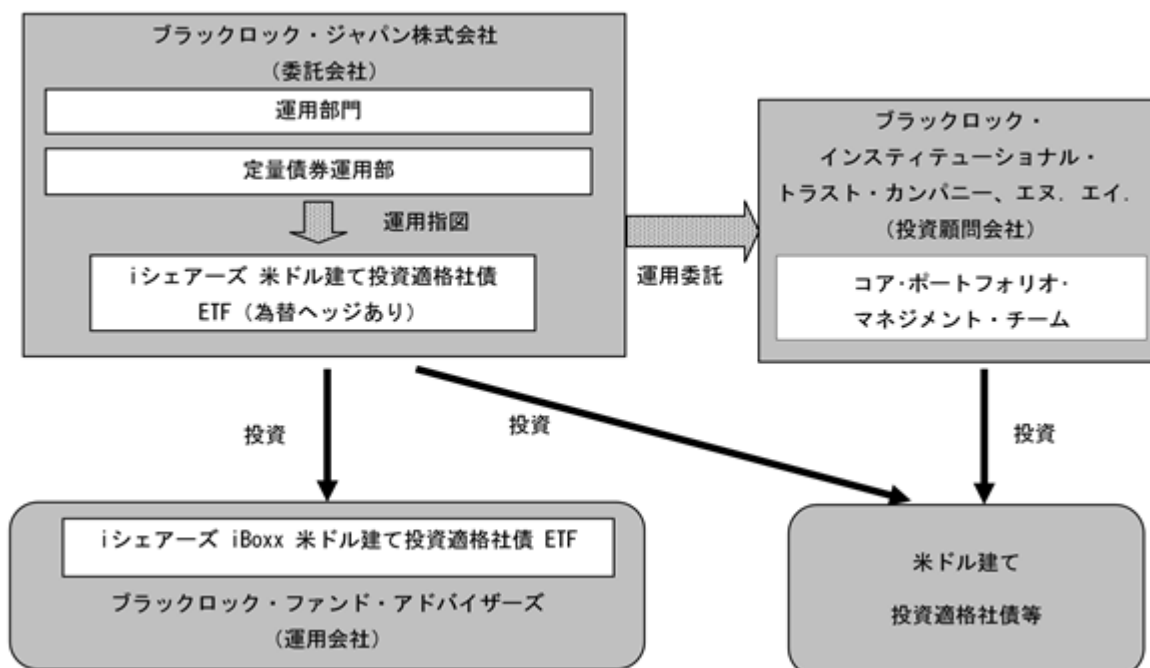 ブラックロック・ジャパン株式会社
（委託会社）
運用部門
定量債券運用部
運用指図
iシェアーズ 米ドル建て投資適格社債
ETF（為替ヘッジあり）
運用委託
ブラックロック・
インスティテューショナル・
トラスト・カンパニー、エヌ．エイ．
（投資顧問会社）
コア・ポートフォリオ・
マネジメント・チーム
投資
投資
投資
iシェアーズ iBoxx 米ドル建て投資適格社債 ETF
ブラックロック・ファンド・アドバイザーズ
（運用会社）
米ドル建て
投資適格社債等